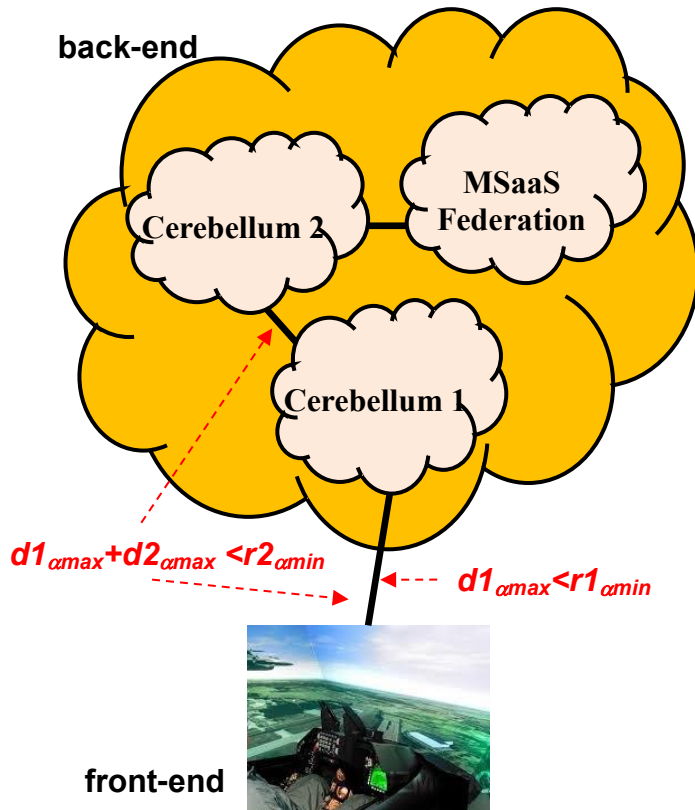 back-end
MSaaS
Federation
Cerebellum 2
Cerebellum 1
d1αmax+d2αmax <r2αmin
d1αmax<r1αmin
front-end